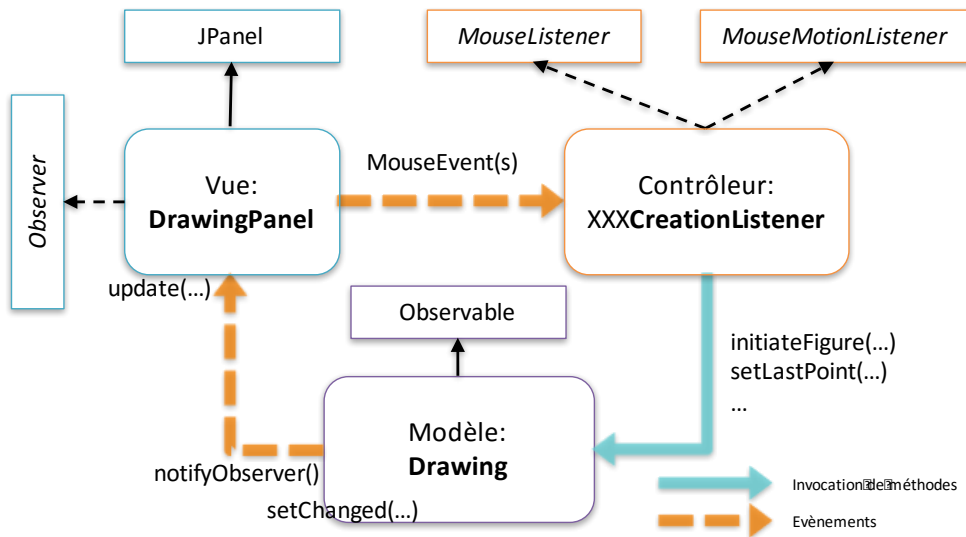 JPanel
MouseListener
MouseMotionListener
Observer
Vue:
DrawingPanel
MouseEvent(s)
Contrôleur:
XXXCreationListener
update(...)
Observable
initiateFigure(...)
setLastPoint(...)
...
Modèle:
Drawing
notifyObserver()
setChanged(...)
Invocation de méthodes
Evènements